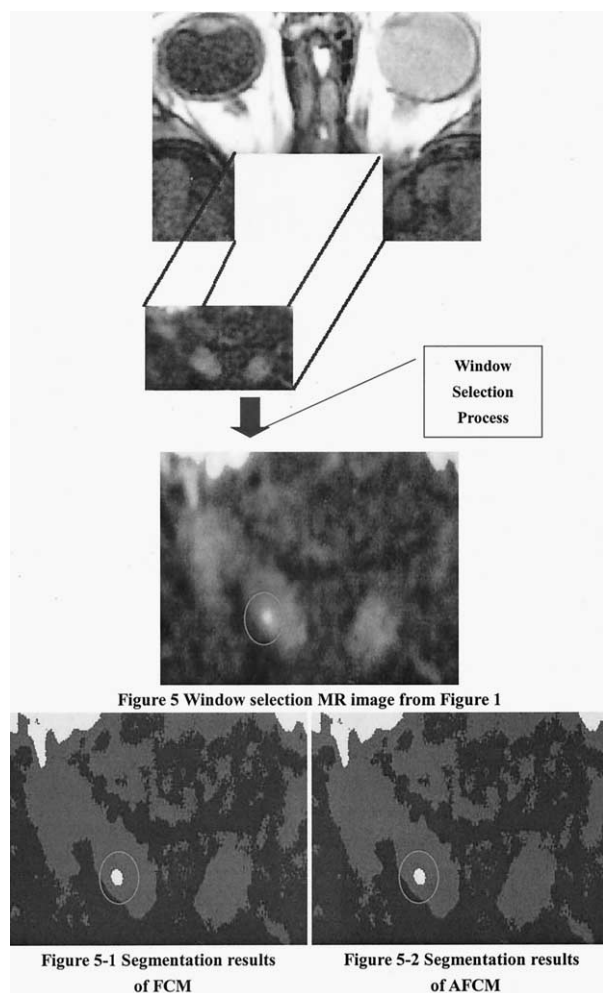 Window
Selection
Process
Figure 5 Window selection MR image from Figure 1
Figure 5-1 Segmentation results
of FCM
Figure 5-2 Segmentation results
of AFCM